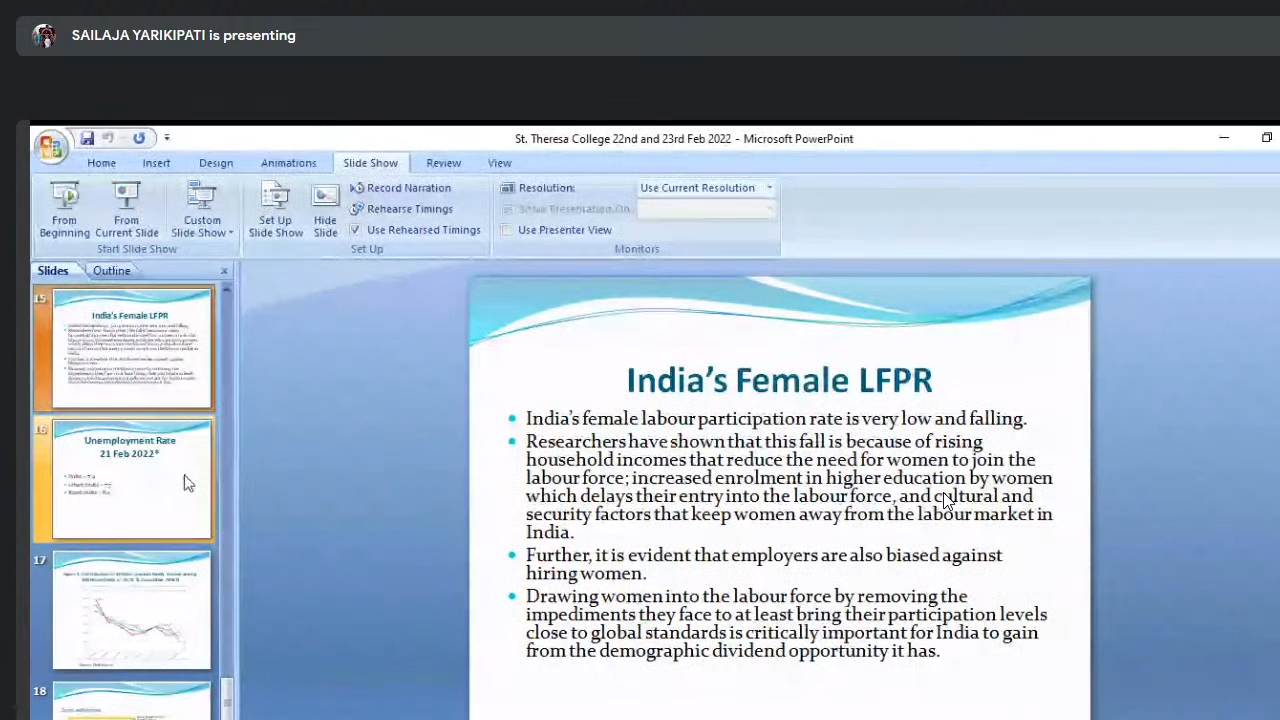 SAILAJA YARIKIPATI is presenting
St. Theresa College 22nd and 23rd Feb 2022 - Microsoft PowerPoint
Home Insert Design Animations Slide Show Review View
From Beginning
From Current Slide
Custom Slide Show
Start Slide Show
Set Up Slide Show
Hide Slide
Record Narration
Rehearse Timings
Use Rehearsed Timings
Set Up
Resolution: Use Current Resolution
Show Presentation On:
Use Presenter View
Monitors
Slides Outline x
15
India's Female LFPR
16
Unemployment Rate
21 Feb 2022*
17
18
India's Female LFPR
• India's female labour participation rate is very low and falling.
• Researchers have shown that this fall is because of rising
household incomes that reduce the need for women to join the
labour force; increased enrolment in higher education by women
which delays their entry into the labour force, and cultural and
security factors that keep women away from the labour market in
India.
• Further, it is evident that employers are also biased against
hiring women.
• Drawing women into the labour force by removing the
impediments they face to at least bring their participation levels
close to global standards is critically important for India to gain
from the demographic dividend opportunity it has.